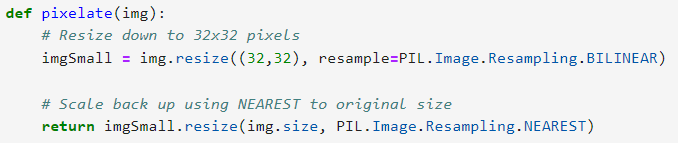 def pixelate(img):
    # Resize down to 32x32 pixels
    imgSmall = img.resize((32,32), resample=PIL.Image.Resampling.BILINEAR)

    # Scale back up using NEAREST to original size
    return imgSmall.resize(img.size, PIL.Image.Resampling.NEAREST)